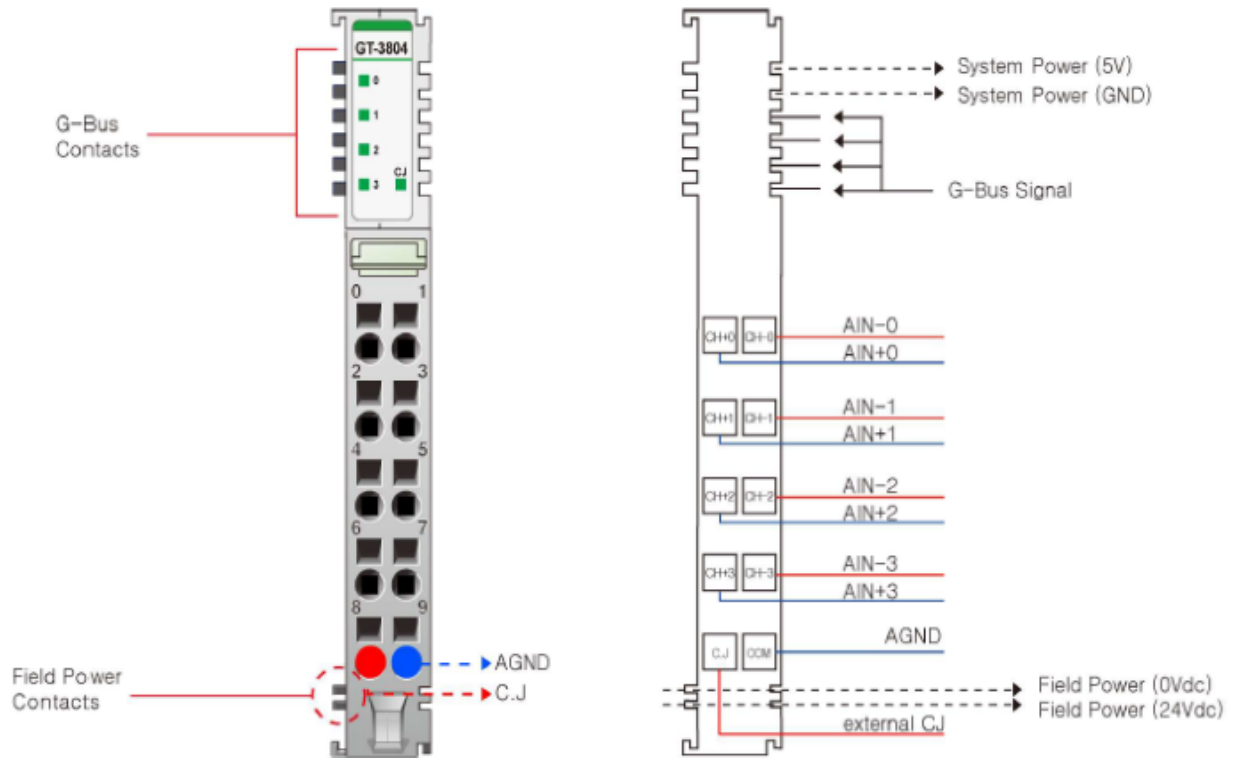 GT-3804
0
1
2
3
CJ
G-Bus
Contacts
0 1
2 3
4 5
6 7
8 9
AGND
C.J
Field Power
Contacts
System Power (5V)
System Power (GND)
G-Bus Signal
CH+0 CH-0
AIN-0
AIN+0
CH+1 CH-1
AIN-1
AIN+1
CH+2 CH-2
AIN-2
AIN+2
CH+3 CH-3
AIN-3
AIN+3
C.J COM
AGND
Field Power (0Vdc)
Field Power (24Vdc)
external CJ